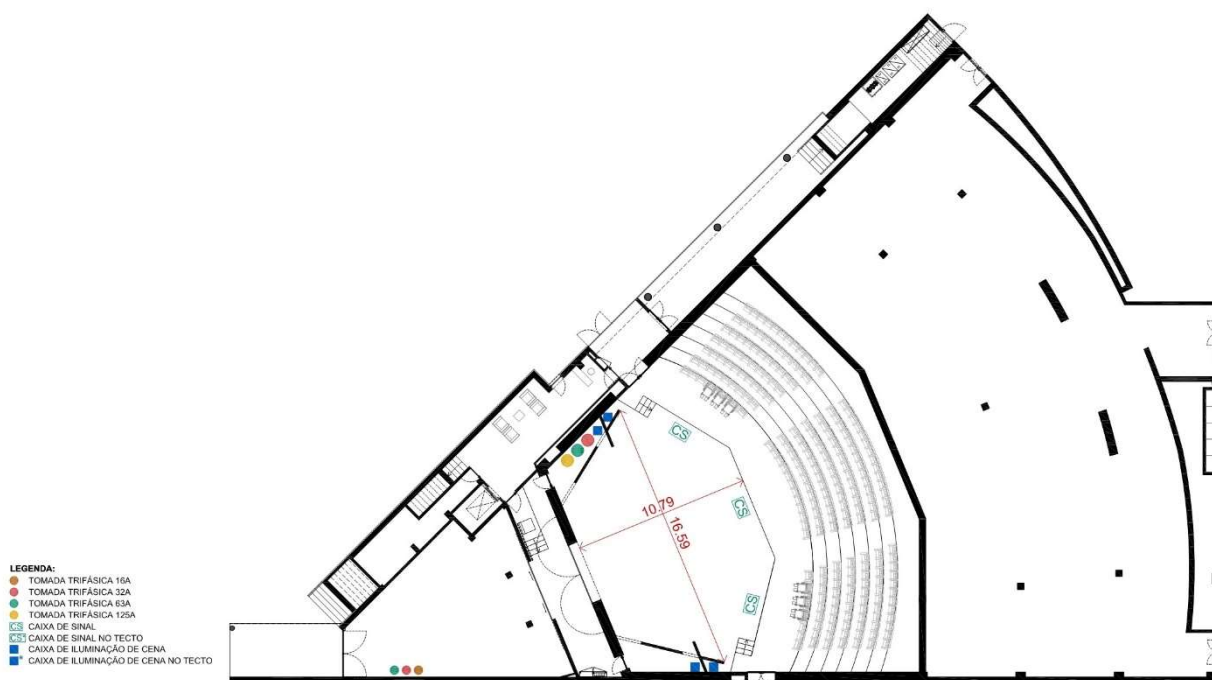 CS
10.79
CS
16.59
CS
LEGENDA:
TOMADA TRIFÁSICA 16A
TOMADA TRIFÁSICA 32A
TOMADA TRIFÁSICA 63A
TOMADA TRIFÁSICA 125A
CS CAIXA DE SINAL
CS* CAIXA DE SINAL NO TECTO
CAIXA DE ILUMINAÇÃO DE CENA
* CAIXA DE ILUMINAÇÃO DE CENA NO TECTO